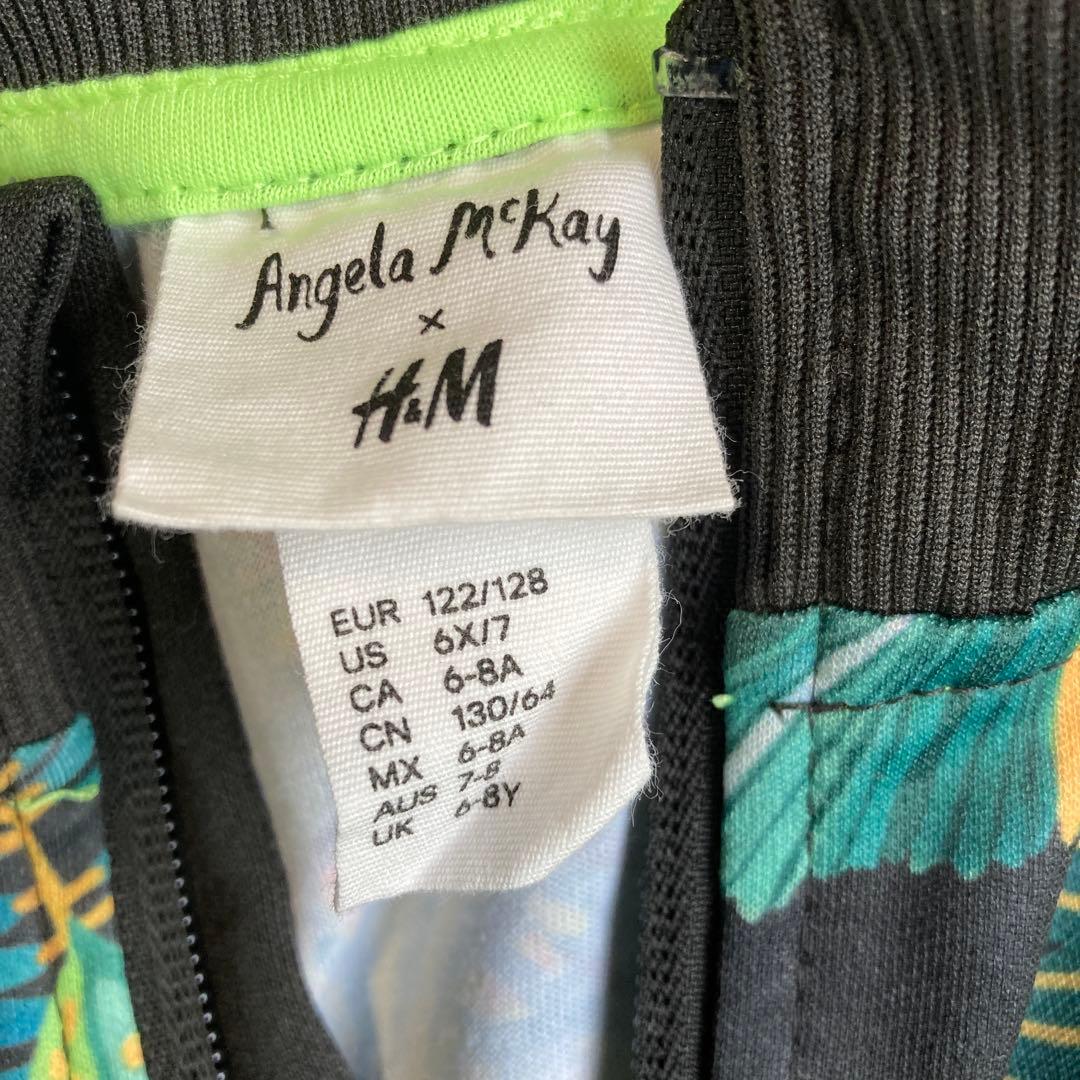 Angela McKay
×
H&M
EUR 122/128
US 6X/7
CA 6-8A
CN 130/64
MX 6-8A
AUS 7-8
UK 6-8Y